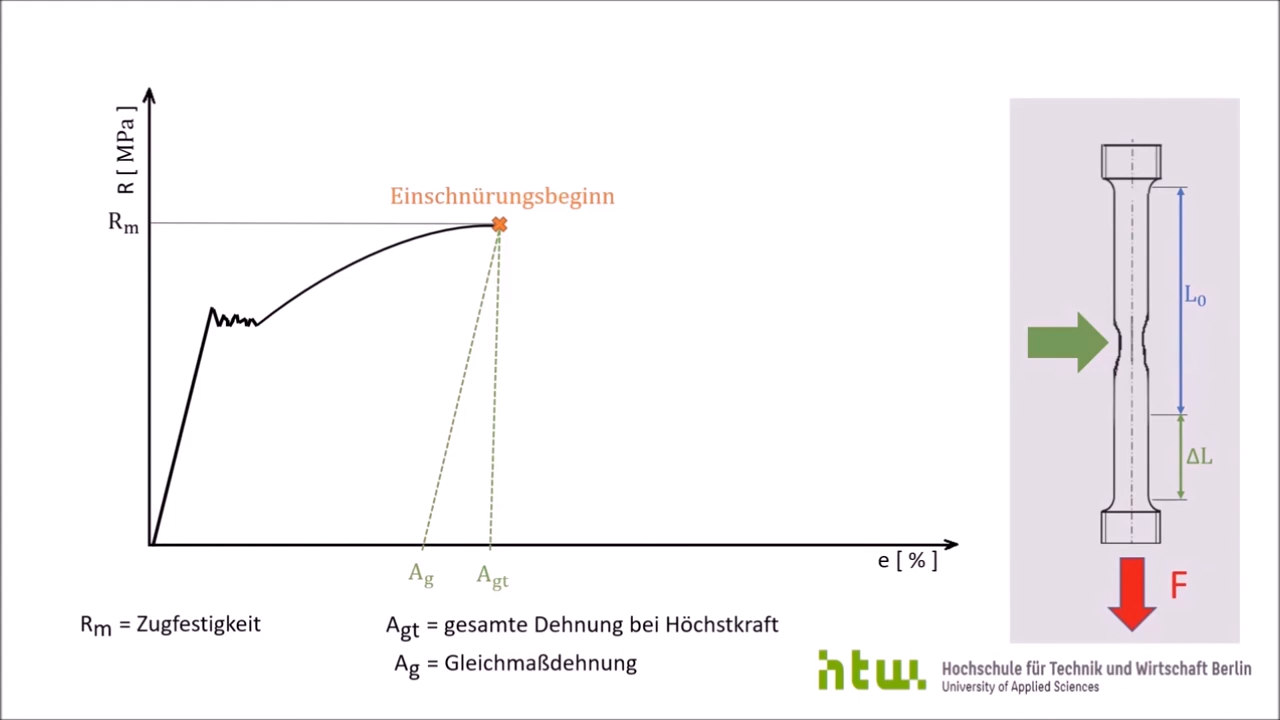 R [ MPa ]
Einschnürungsbeginn
Rm
L0
ΔL
e [ % ]
Ag
Agt
F
Rm = Zugfestigkeit
Agt = gesamte Dehnung bei Höchstkraft
Ag = Gleichmaßdehnung
htw.
Hochschule für Technik und Wirtschaft Berlin
University of Applied Sciences